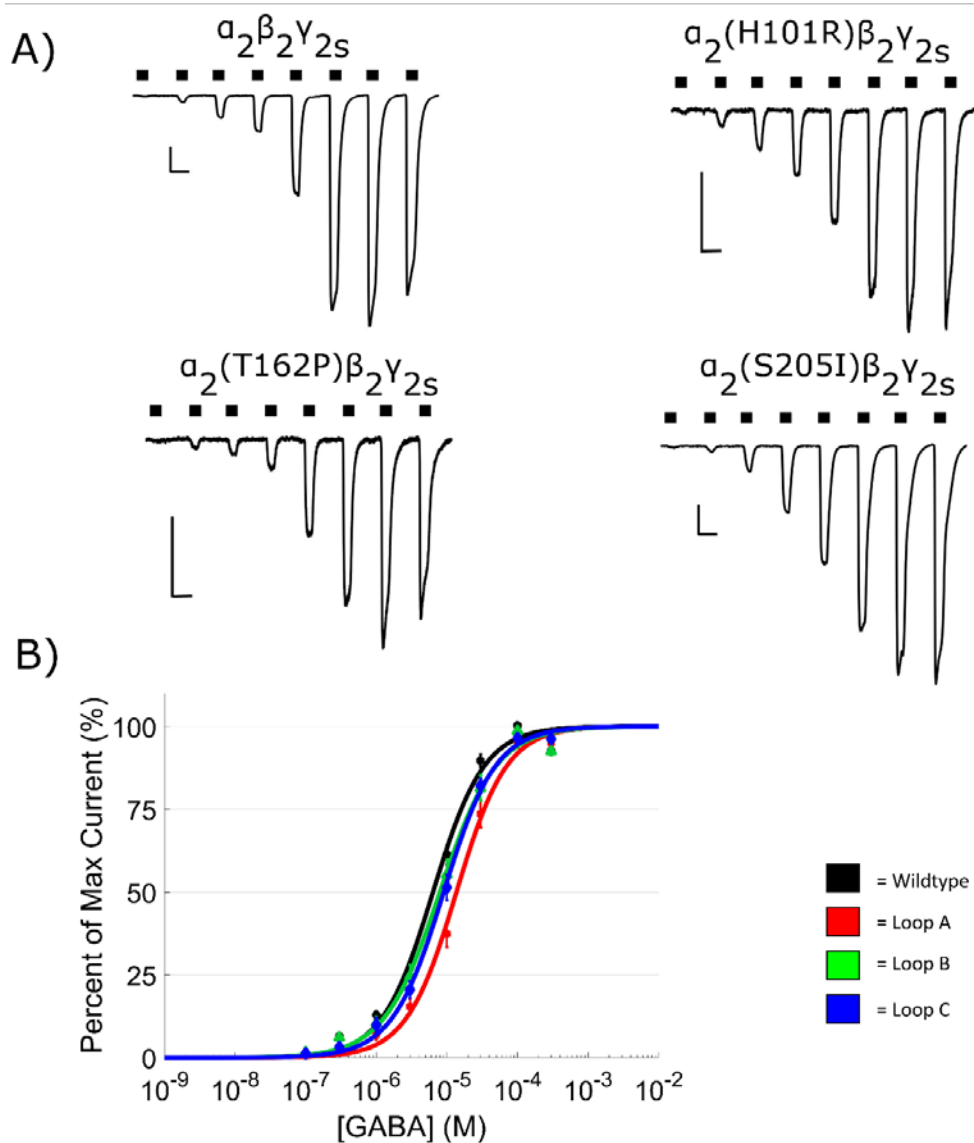 A)
α₂β₂γ₂ₛ
α₂(H101R)β₂γ₂ₛ
α₂(T162P)β₂γ₂ₛ
α₂(S205I)β₂γ₂ₛ
B)
Percent of Max Current (%)
100
75
50
25
0
10⁻⁹ 10⁻⁸ 10⁻⁷ 10⁻⁶ 10⁻⁵ 10⁻⁴ 10⁻³ 10⁻²
[GABA] (M)
= Wildtype
= Loop A
= Loop B
= Loop C